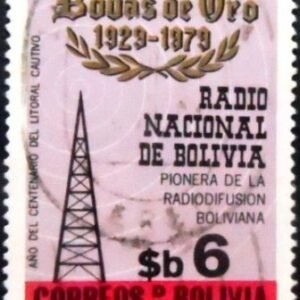 Bodas de Oro
1929-1979
RADIO
NACIONAL
DE BOLIVIA
PIONERA DE LA
RADIODIFUSION
BOLIVIANA
$b 6
CORREOS D BOLIVIA
AÑO DEL CENTENARIO DEL LITORAL CAUTIVO